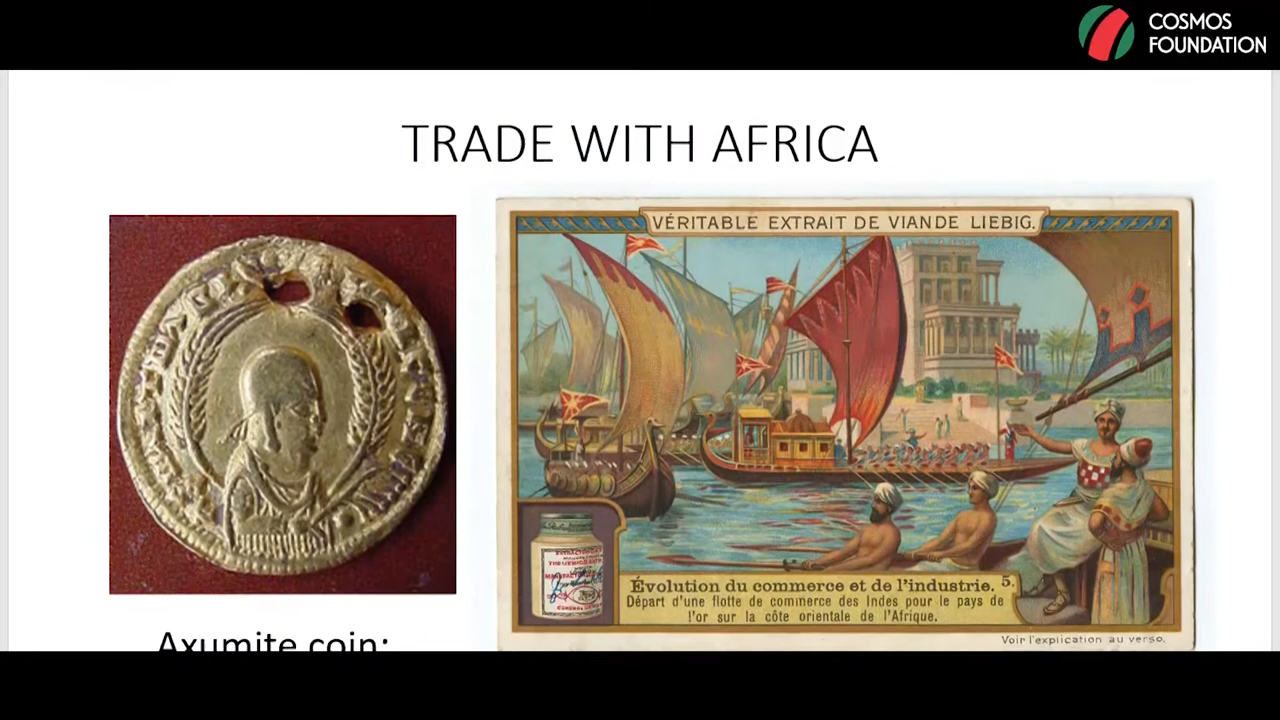 COSMOS
FOUNDATION
TRADE WITH AFRICA
VÉRITABLE EXTRAIT DE VIANDE LIEBIG.
Évolution du commerce et de l'industrie. 5.
Départ d'une flotte de commerce des Indes pour le pays de
l'or sur la côte orientale de l'Afrique.
Voir l'explication au verso.
Axumite coin: